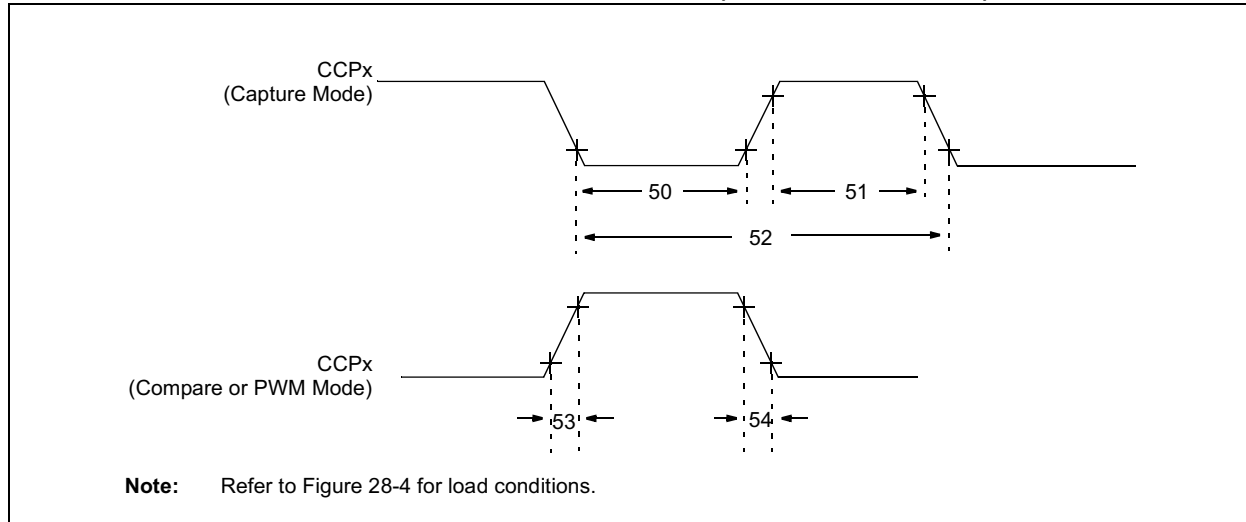 CCPx
(Capture Mode)
50
51
52
CCPx
(Compare or PWM Mode)
53
54
Note: Refer to Figure 28-4 for load conditions.